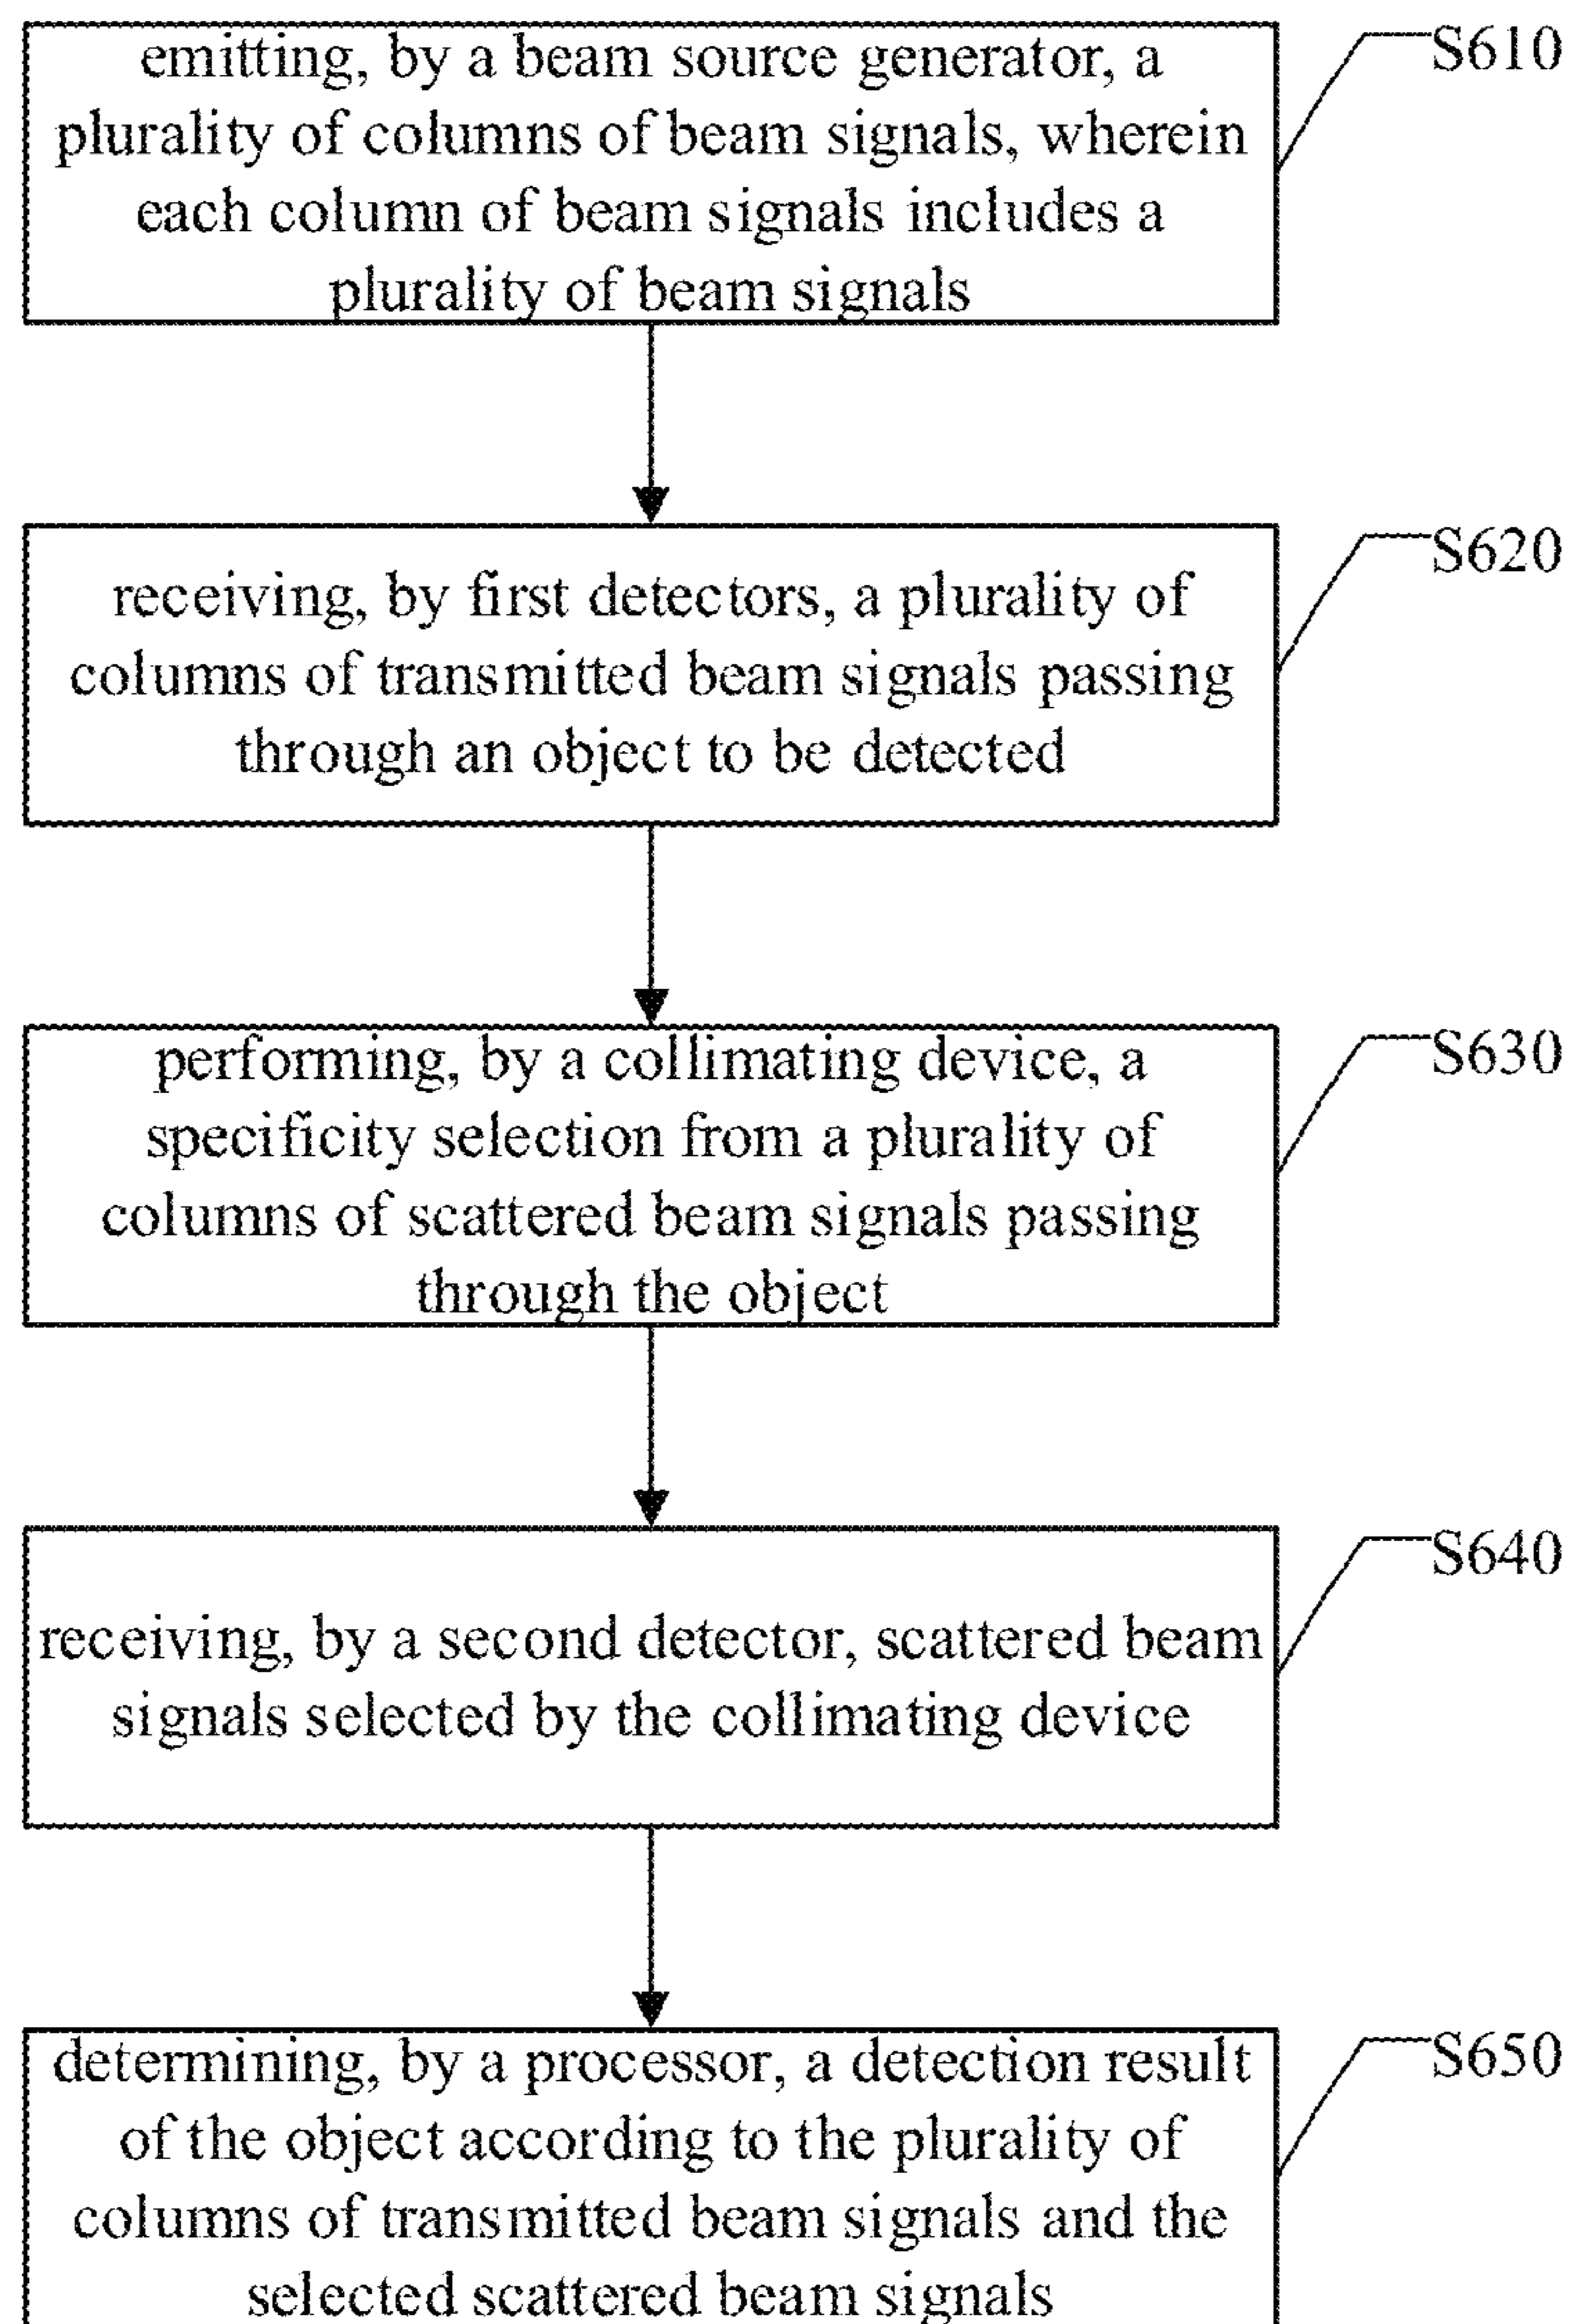 emitting, by a beam source generator, a
plurality of columns of beam signals, wherein
each column of beam signals includes a
plurality of beam signals
S610
receiving, by first detectors, a plurality of
columns of transmitted beam signals passing
through an object to be detected
S620
performing, by a collimating device, a
specificity selection from a plurality of
columns of scattered beam signals passing
through the object
S630
receiving, by a second detector, scattered beam
signals selected by the collimating device
S640
determining, by a processor, a detection result
of the object according to the plurality of
columns of transmitted beam signals and the
selected scattered beam signals
S650